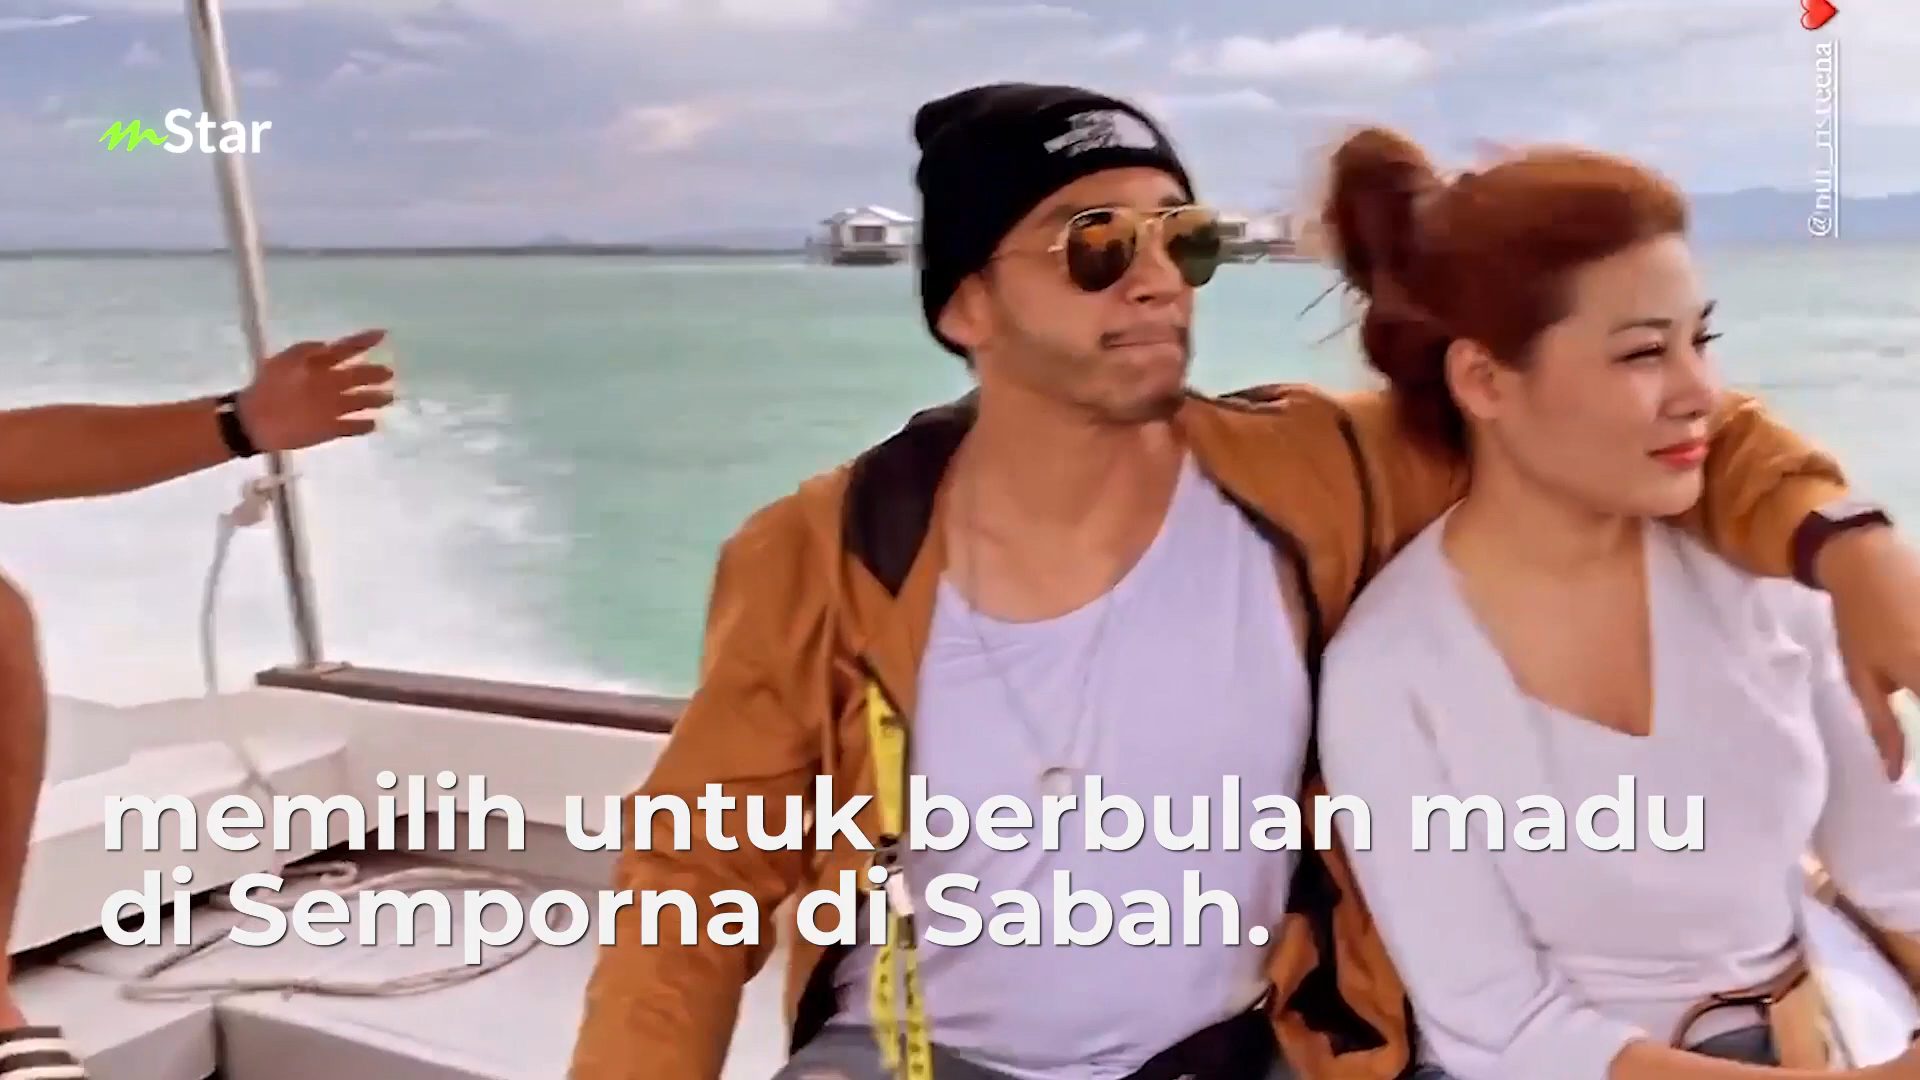 mStar
memilih untuk berbulan madu
di Semporna di Sabah.